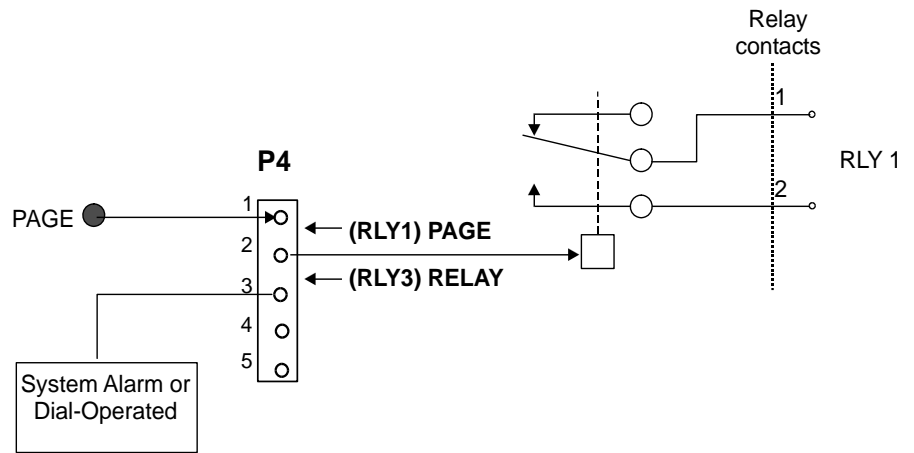 Relay
contacts
1
P4
RLY 1
1
2
PAGE
(RLY1) PAGE
2
(RLY3) RELAY
3
4
5
System Alarm or
Dial-Operated